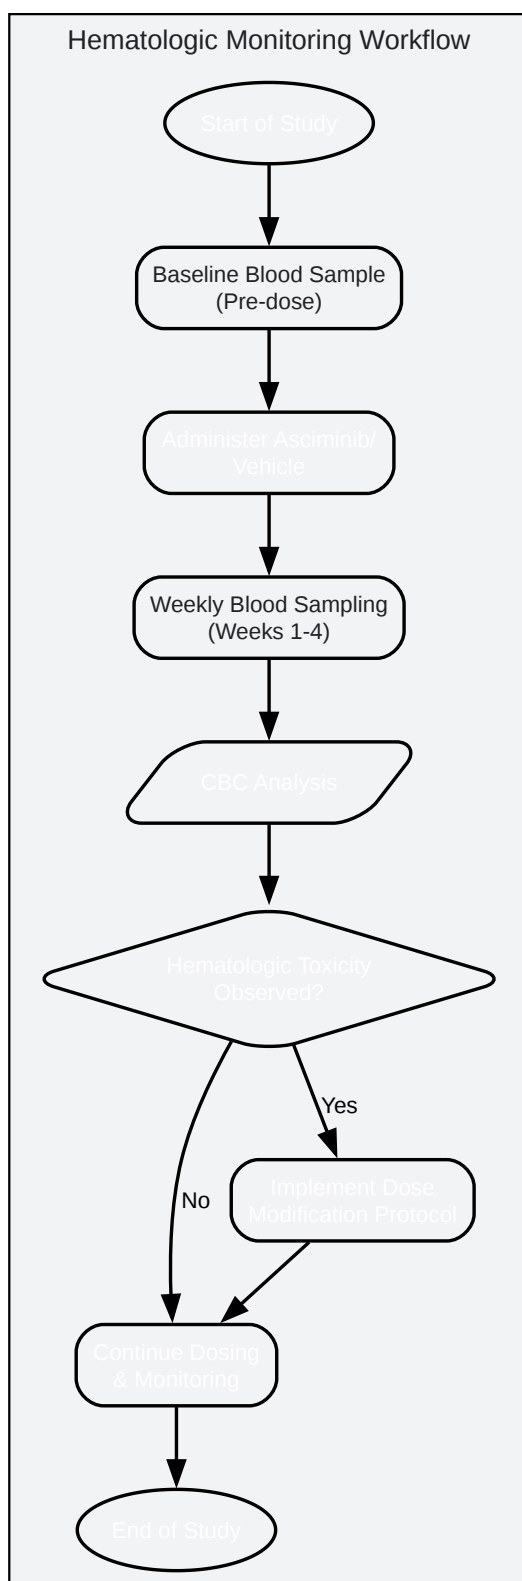 Hematologic Monitoring Workflow
Start of Study
Baseline Blood Sample
(Pre-dose)
Administer Asciminib/
Vehicle
Weekly Blood Sampling
(Weeks 1-4)
CBC Analysis
Hematologic Toxicity
Observed?
Yes
Implement Dose
Modification Protocol
No
Continue Dosing
& Monitoring
End of Study